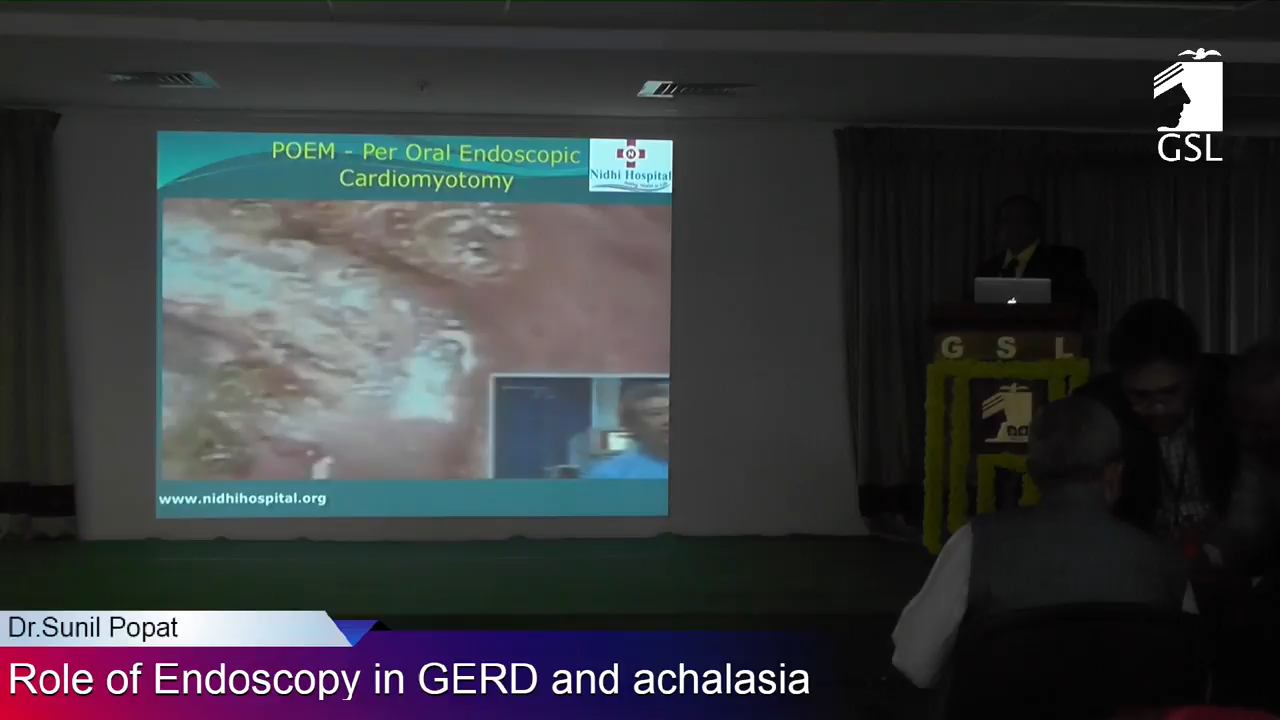 GSL
POEM - Per Oral Endoscopic
Cardiomyotomy
N
Nidhi Hospital
www.nidhihospital.org
G S L
Dr.Sunil Popat
Role of Endoscopy in GERD and achalasia